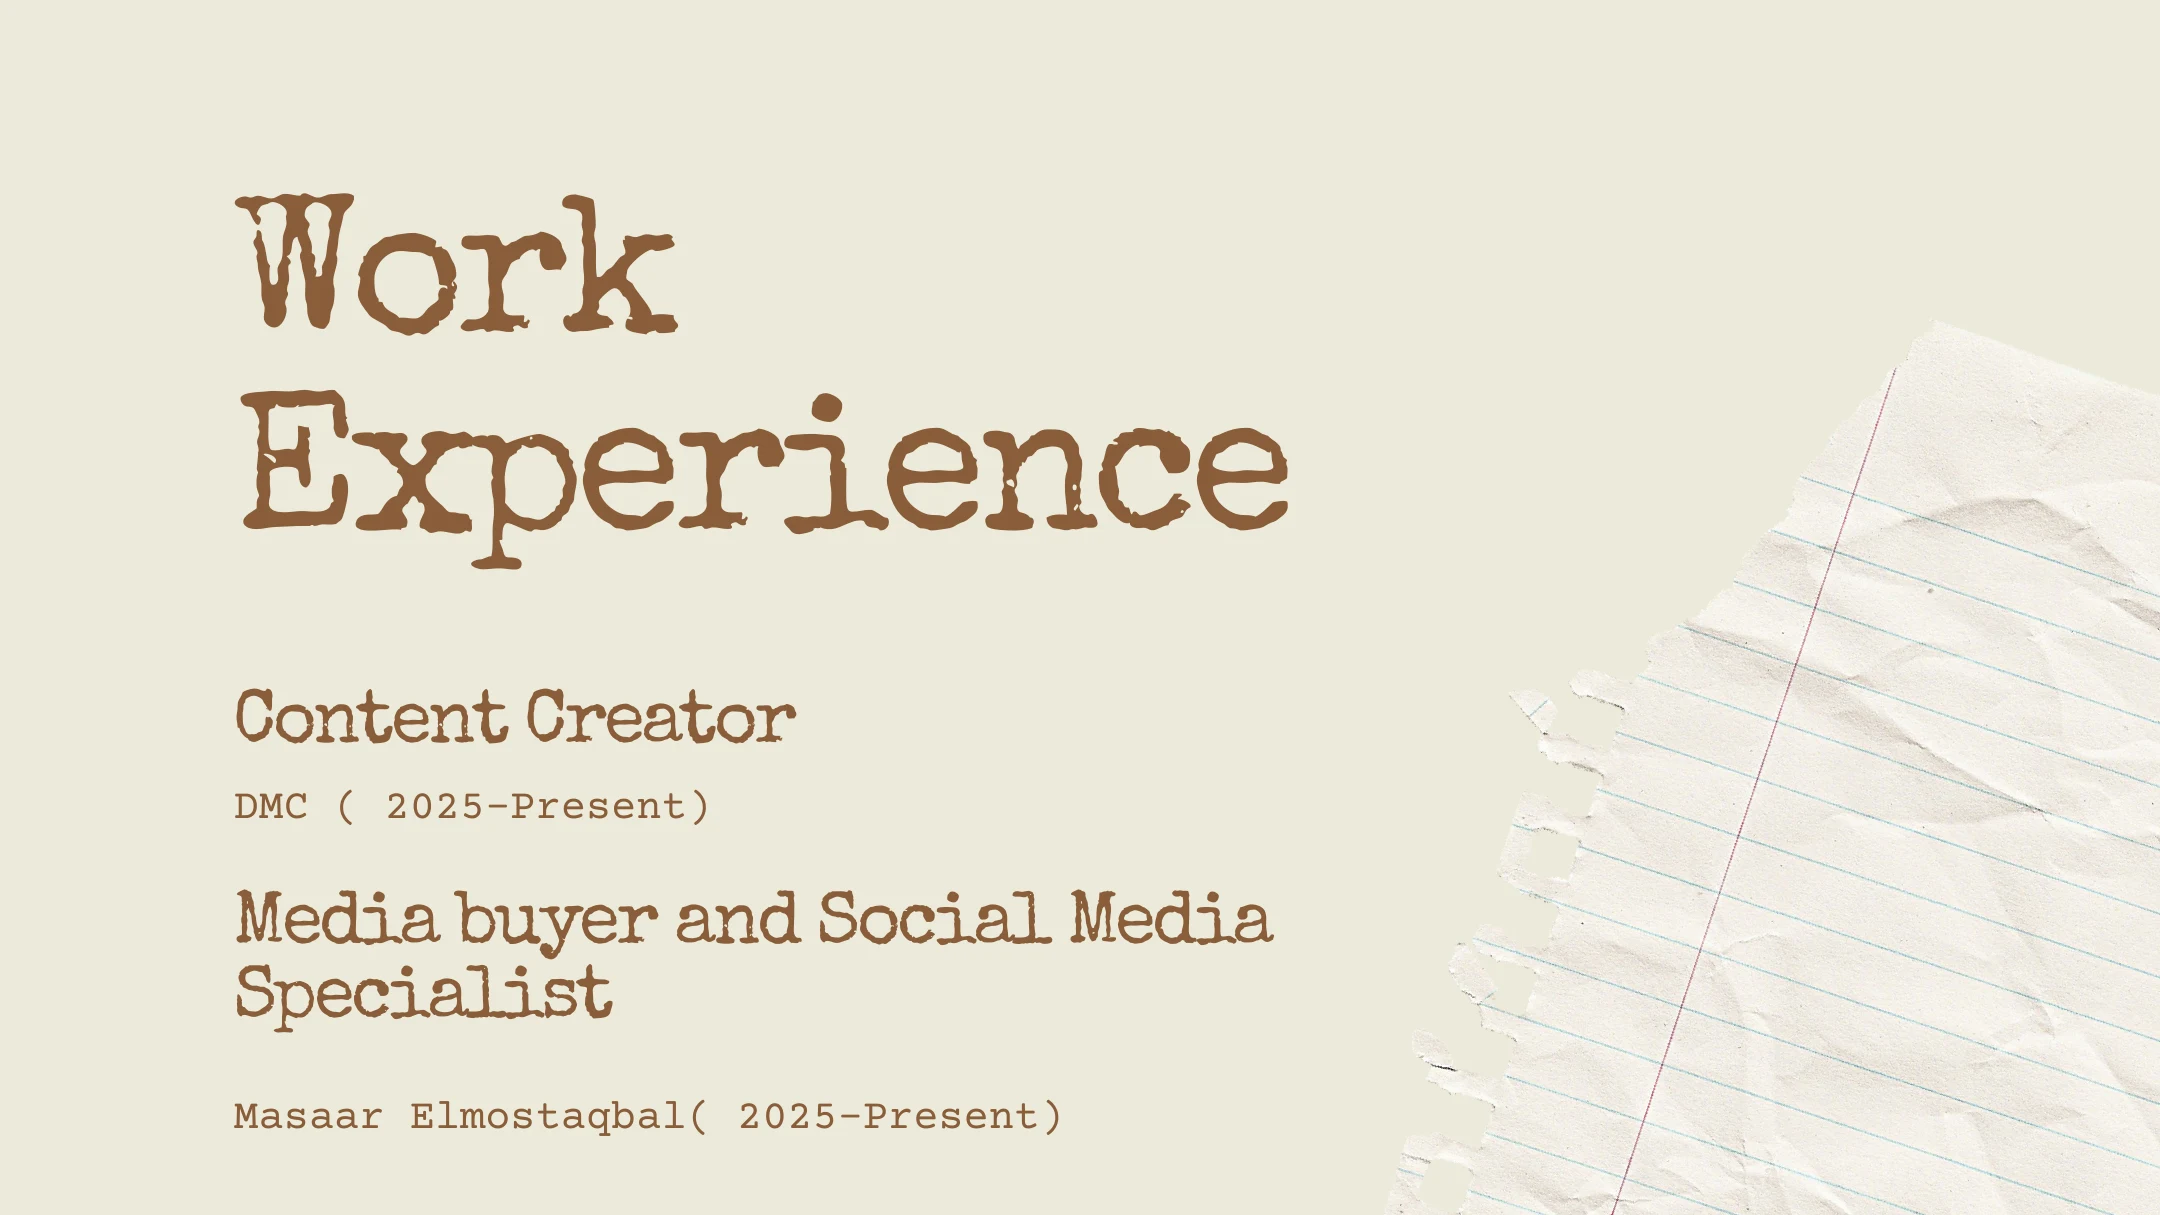 Work
Experience
Content Creator
DMC ( 2025-Present)
Media buyer and Social Media
Specialist
Masaar Elmostaqbal( 2025-Present)